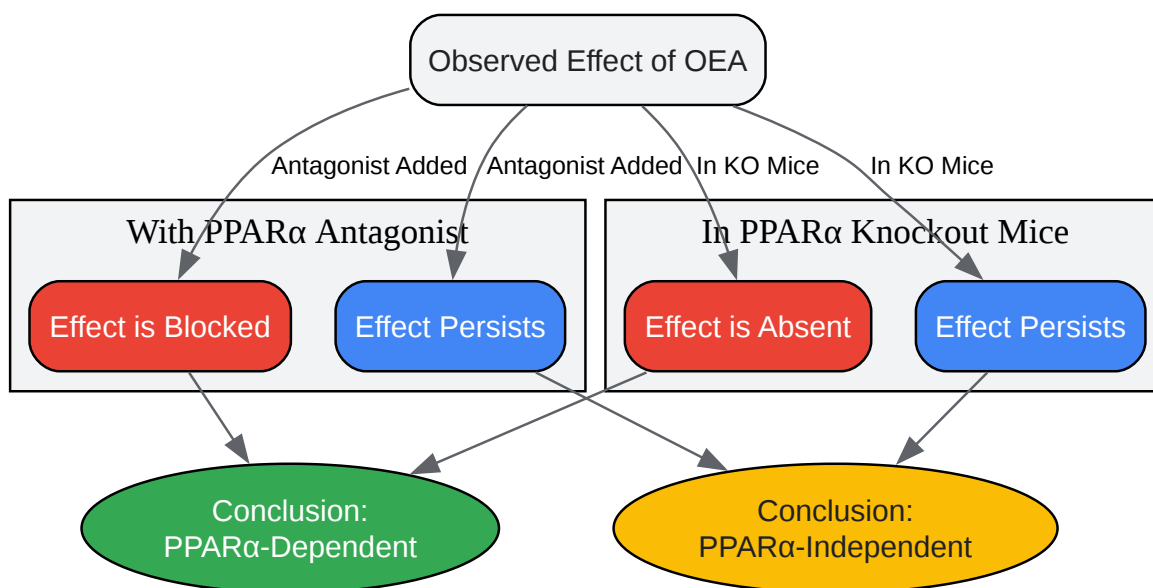 Observed Effect of OEA
Antagonist Added
Antagonist Added
In KO Mice
In KO Mice
With PPARα Antagonist
In PPARα Knockout Mice
Effect is Blocked
Effect Persists
Effect is Absent
Effect Persists
Conclusion:
PPARα-Dependent
Conclusion:
PPARα-Independent